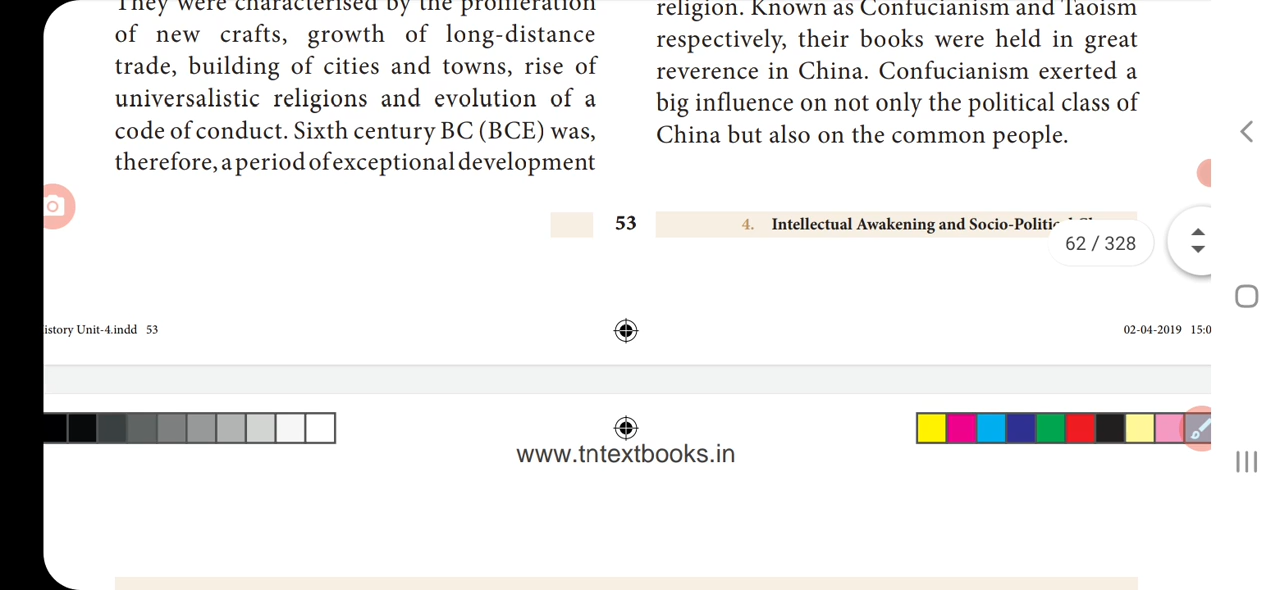 They were characterised by the proliferation
of new crafts, growth of long-distance
trade, building of cities and towns, rise of
universalistic religions and evolution of a
code of conduct. Sixth century BC (BCE) was,
therefore, a period of exceptional development
religion. Known as Confucianism and Taoism
respectively, their books were held in great
reverence in China. Confucianism exerted a
big influence on not only the political class of
China but also on the common people.
53
4. Intellectual Awakening and Socio-Political
62 / 328
istory Unit-4.indd 53
02-04-2019 15:0
www.tntextbooks.in